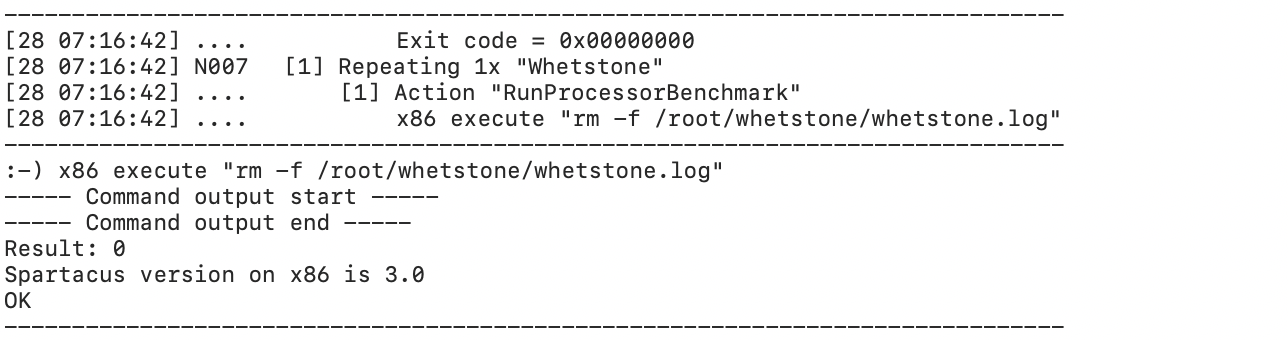 --------------------------------------------------------------------------------
[28 07:16:42] ....           Exit code = 0x00000000
[28 07:16:42] N007   [1] Repeating 1x "Whetstone"
[28 07:16:42] ....       [1] Action "RunProcessorBenchmark"
[28 07:16:42] ....           x86 execute "rm -f /root/whetstone/whetstone.log"
--------------------------------------------------------------------------------
:-) x86 execute "rm -f /root/whetstone/whetstone.log"
----- Command output start -----
----- Command output end -----
Result: 0
Spartacus version on x86 is 3.0
OK
--------------------------------------------------------------------------------